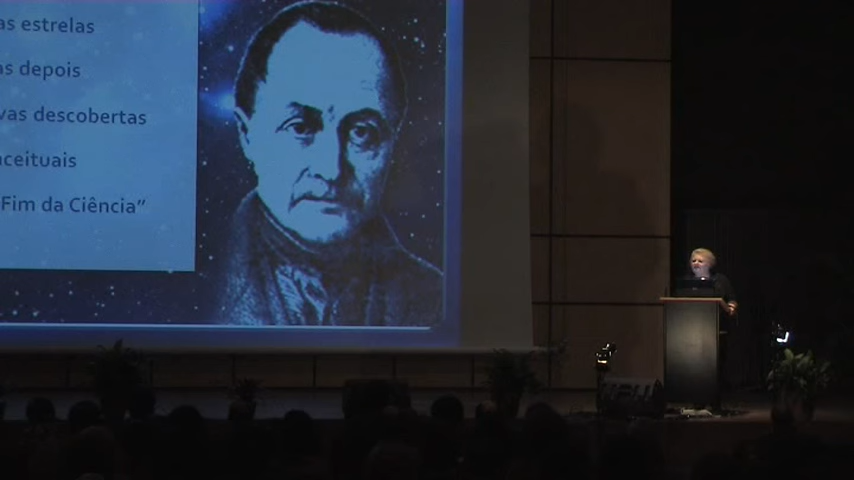 as estrelas
as depois
vas descobertas
nceituais
Fim da Ciência”